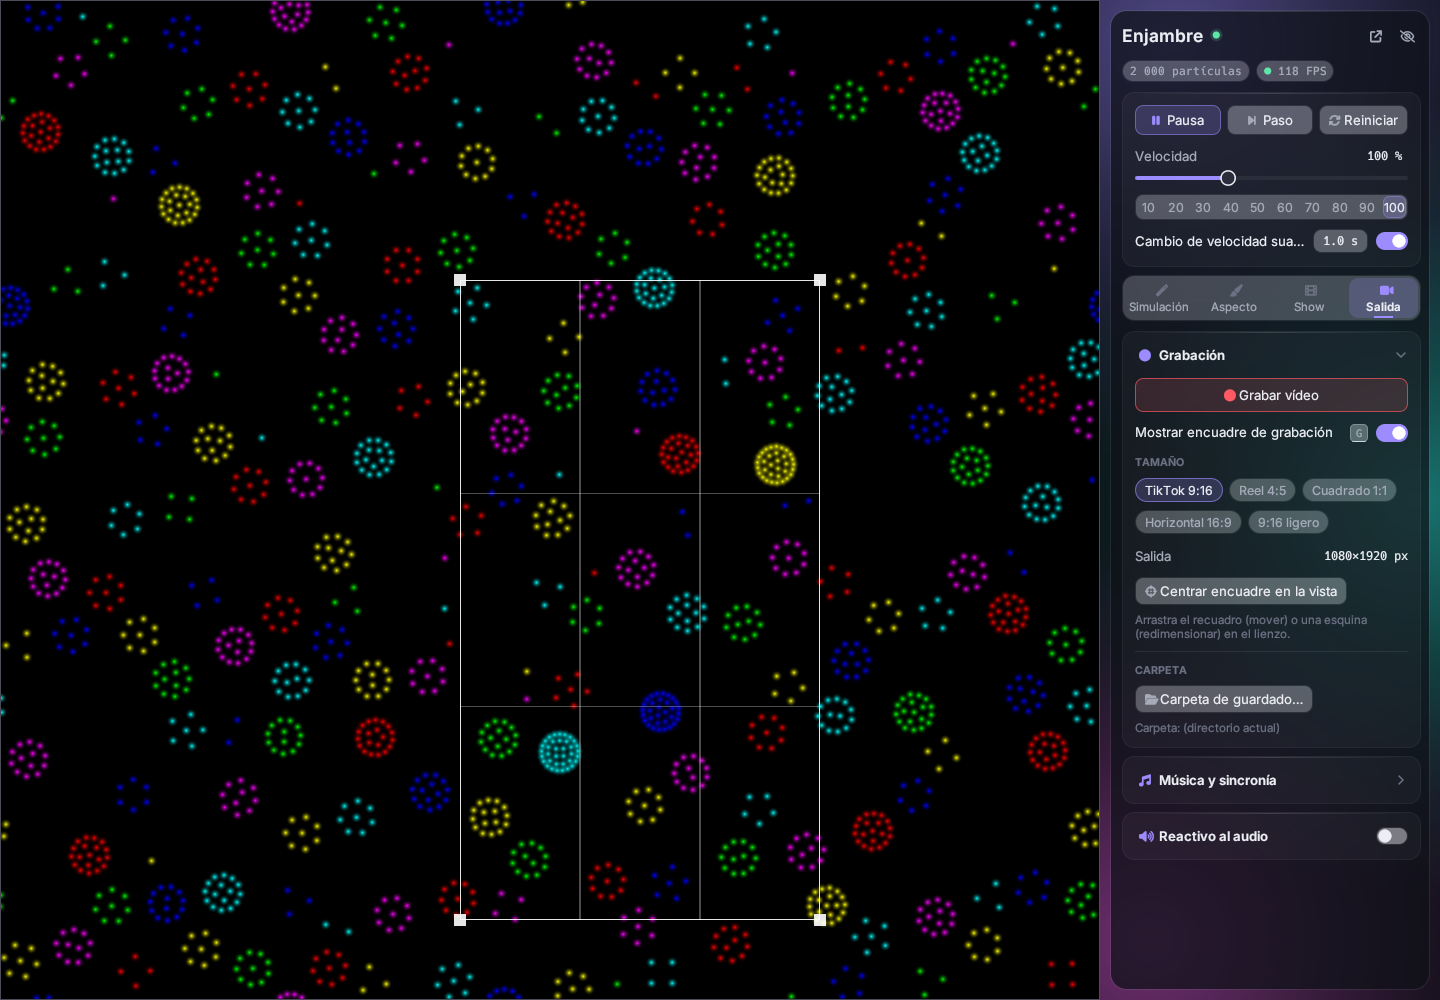 Enjambre
2 000 partículas
118 FPS
Pausa
Paso
Reiniciar
Velocidad
100 %
10 20 30 40 50 60 70 80 90 100
Cambio de velocidad sua...
1.0 s
Simulación
Aspecto
Show
Salida
Grabación
Grabar vídeo
Mostrar encuadre de grabación
G
TAMAÑO
TikTok 9:16
Reel 4:5
Cuadrado 1:1
Horizontal 16:9
9:16 ligero
Salida
1080×1920 px
Centrar encuadre en la vista
Arrastra el recuadro (mover) o una esquina
(redimensionar) en el lienzo.
CARPETA
Carpeta de guardado...
Carpeta: (directorio actual)
Música y sincronía
Reactivo al audio